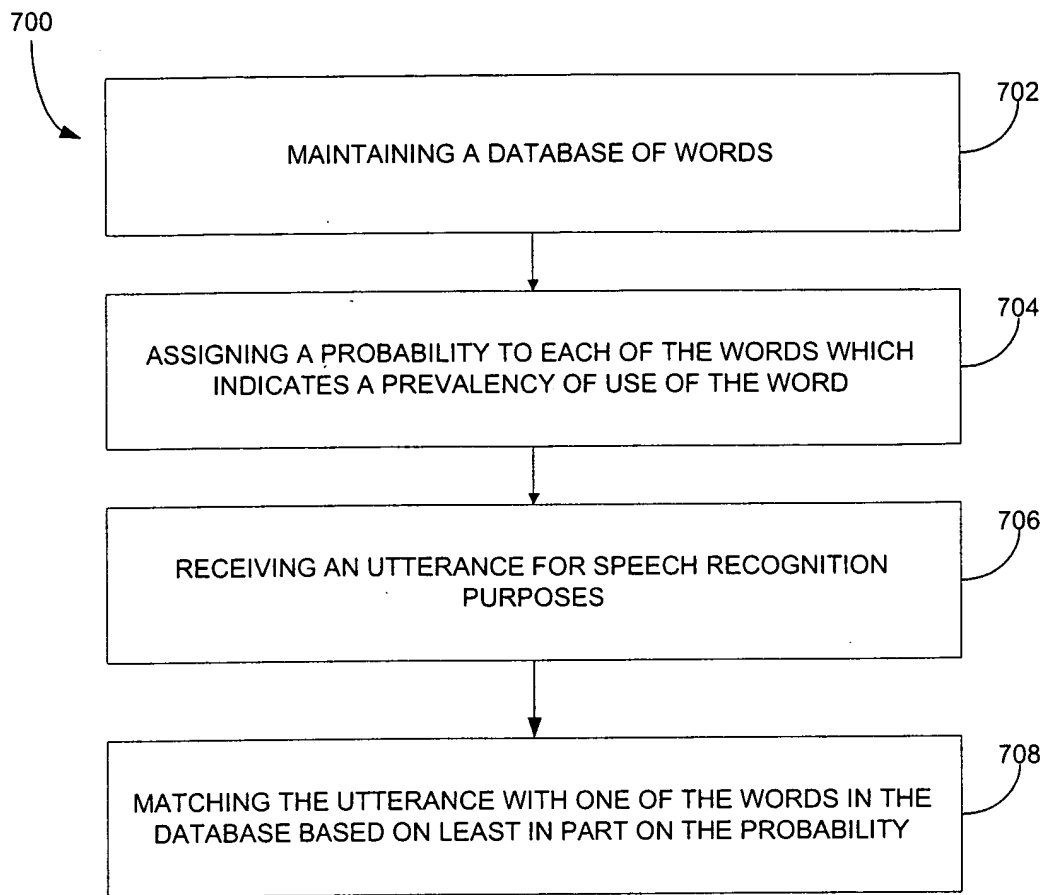 700
702
MAINTAINING A DATABASE OF WORDS
704
ASSIGNING A PROBABILITY TO EACH OF THE WORDS WHICH
INDICATES A PREVALENCY OF USE OF THE WORD
706
RECEIVING AN UTTERANCE FOR SPEECH RECOGNITION
PURPOSES
708
MATCHING THE UTTERANCE WITH ONE OF THE WORDS IN THE
DATABASE BASED ON LEAST IN PART ON THE PROBABILITY